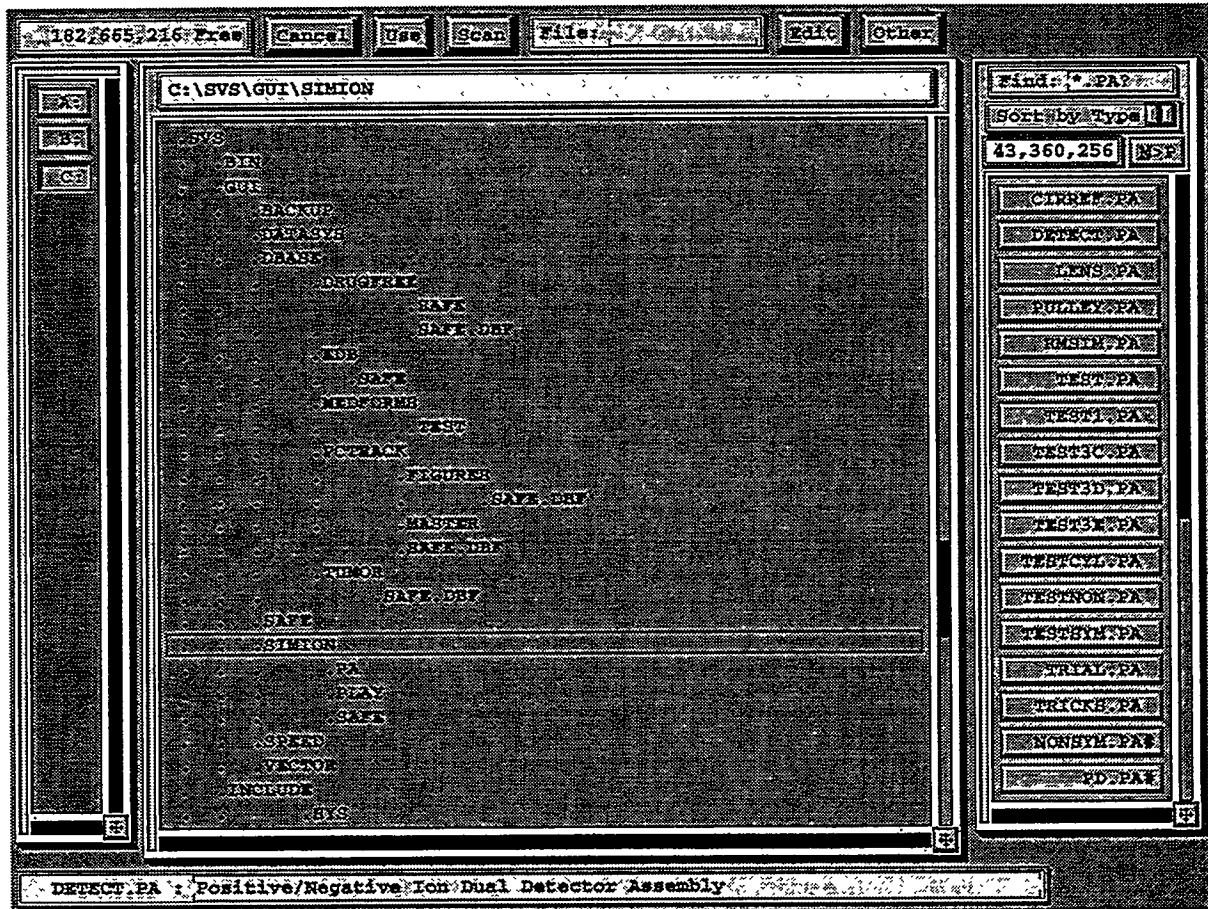 182,665,216 Free Cancel Use Scan File: Edit Other
A:
B:
C:
C:\SVS\GUI\SIMION
.SVS
.BIN
.GUI
.BACKUP
.DATASYS
.DBASE
.DRUGFREE
.SAFE
.SAFE.DBF
.EDB
.SAFE
.MEDFORMS
.TEST
.PCTRACK
.FIGURES
.SAFE.DBF
.MASTER
.SAFE.DBF
.TUMOR
.SAFE.DBF
.SAFE
.SIMION
.PA
.PLAY
.SAFE
.SPEED
.VECTOR
.INCLUDE
.SYS
Find: *.PA?
Sort by Type
43,360,256
CIRREF.PA
DETECT.PA
LENS.PA
PULLEY.PA
RMSIM.PA
TEST.PA
TEST1.PA
TEST3C.PA
TEST3D.PA
TEST3E.PA
TESTCYL.PA
TESTNON.PA
TESTSYM.PA
TRIAL.PA
TRICKS.PA
NONSYM.PA#
PD.PA#
DETECT.PA : Positive/Negative Ion Dual Detector Assembly